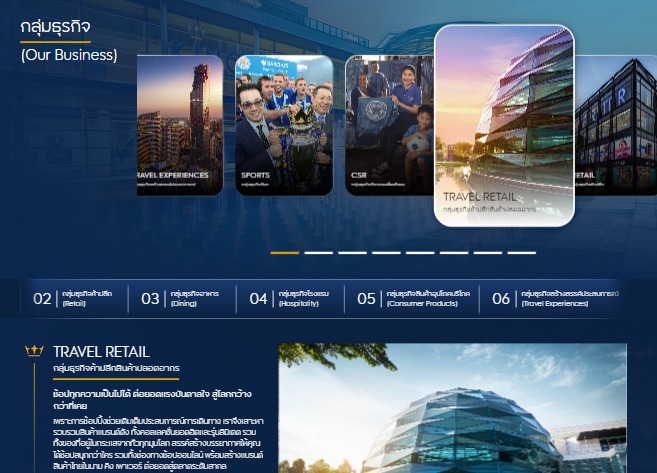 กลุ่มธุรกิจ
(Our Business)
BARCLAYS
RAVEL EXPERIENCES
SPORTS
CSR
TRAVEL RETAIL
กลุ่มธุรกิจค้าปลีกสินค้าปลอดอากร
RETAIL
02 กลุ่มธุรกิจค้าปลีก
(Retail)
03 กลุ่มธุรกิจอาหาร
(Dining)
04 กลุ่มธุรกิจโรงแรม
(Hospitality)
05 กลุ่มธุรกิจสินค้าอุปโภคบริโภค
(Consumer Products)
06 กลุ่มธุรกิจสร้างสรรค์ประสบการณ์
(Travel Experiences)
TRAVEL RETAIL
กลุ่มธุรกิจค้าปลีกสินค้าปลอดอากร
ช้อปทุกความเป็นไปได้ ต่อยอดแรงบันดาลใจ สู่โลกกว้าง
กว่าที่เคย
เพราะการช้อปปิ้งช่วยเติมเต็มประสบการณ์การเดินทาง เราจึงเสาะหา
รวบรวมสินค้าแบรนด์ดัง ทั้งคอลเลคชั่นยอดฮิตและรุ่นลิมิเตด รวม
ทั้งของที่อยู่ในกระแสจากทั่วทุกมุมโลก สรรค์สร้างบรรยากาศให้คุณ
ได้ช้อปสนุกกว่าใคร รวมทั้งช่องทางช้อปออนไลน์ พร้อมสร้างแบรนด์
สินค้าไทยในนาม คิง เพาเวอร์ ต่อยอดสู่ตลาดระดับสากล